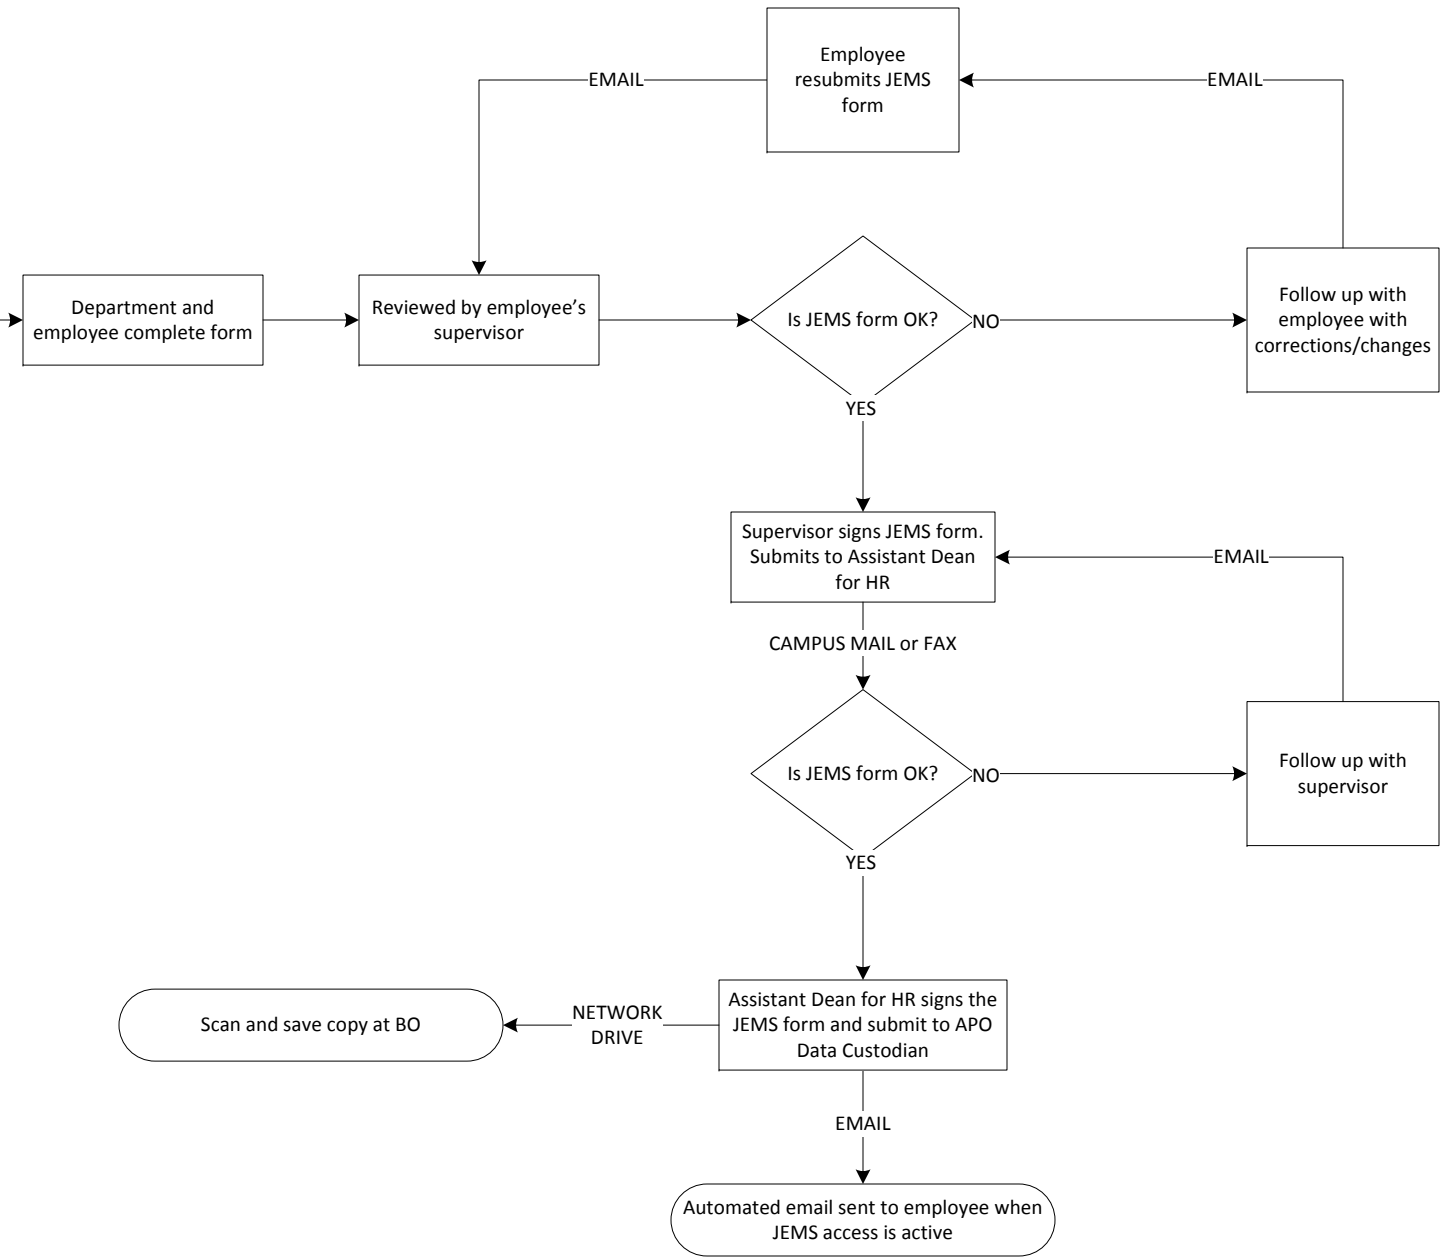 Employee
resubmits JEMS
form
EMAIL
EMAIL
Department and
employee complete form
Reviewed by employee's
supervisor
Is JEMS form OK?
NO
Follow up with
employee with
corrections/changes
YES
Supervisor signs JEMS form.
Submits to Assistant Dean
for HR
EMAIL
CAMPUS MAIL or FAX
Is JEMS form OK?
NO
Follow up with
supervisor
YES
Assistant Dean for HR signs the
JEMS form and submit to APO
Data Custodian
NETWORK
DRIVE
Scan and save copy at BO
EMAIL
Automated email sent to employee when
JEMS access is active